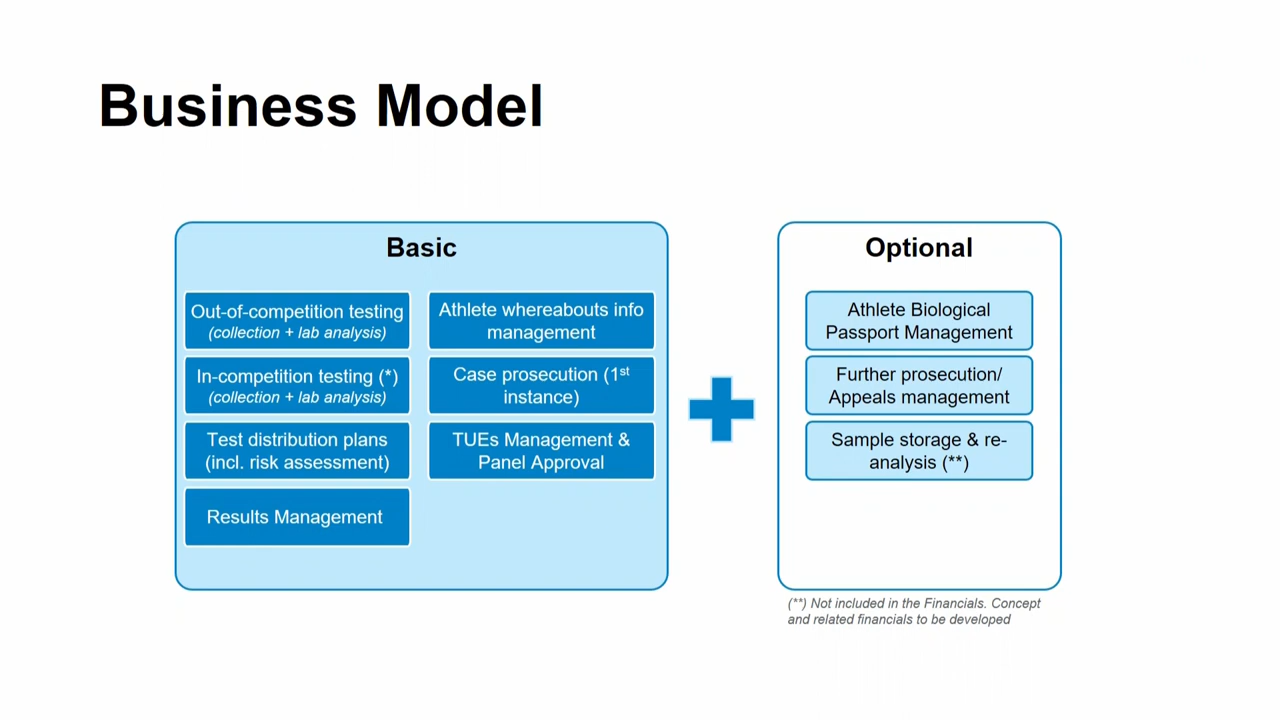 Business Model
Basic
Out-of-competition testing
(collection + lab analysis)
In-competition testing (*)
(collection + lab analysis)
Test distribution plans
(incl. risk assessment)
Results Management
Athlete whereabouts info
management
Case prosecution (1st
instance)
TUEs Management &
Panel Approval
Optional
Athlete Biological
Passport Management
Further prosecution/
Appeals management
Sample storage & re-
analysis (**)
(**) Not included in the Financials. Concept
and related financials to be developed